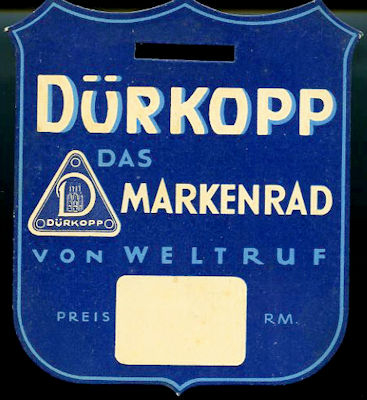 DÜRKOPP
DAS
D
DÜRKOPP
MARKENRAD
VON WELTRUF
PREIS RM.